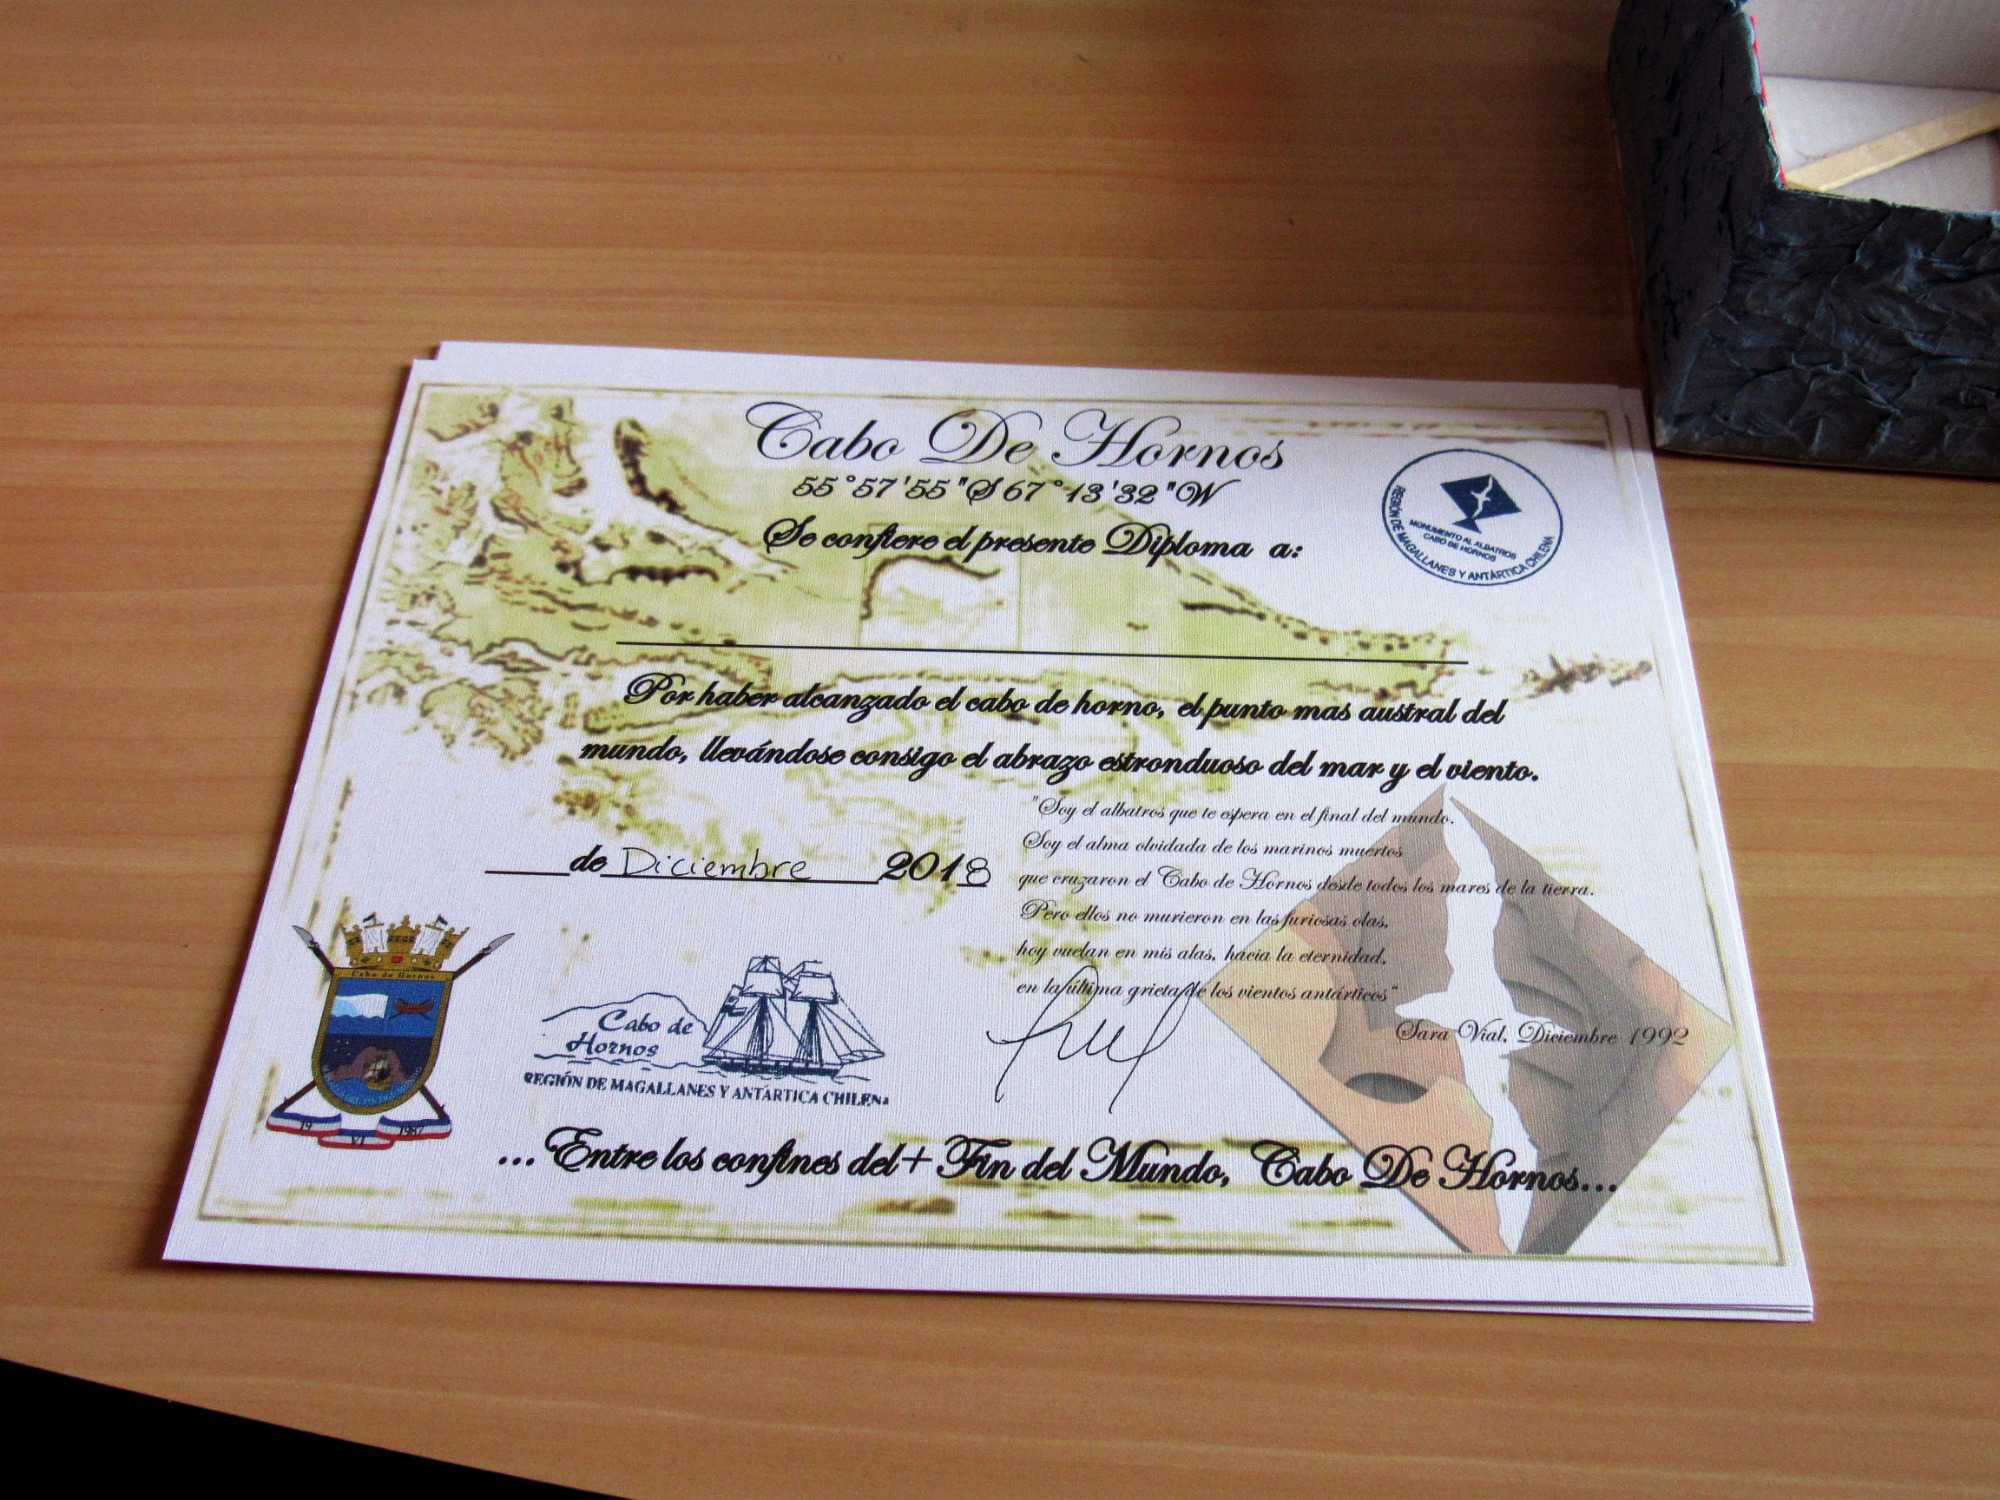 Cabo De Hornos
55°57'55"S 67°13'32"W
Se confiere el presente Diploma a:
MONUMENTO AL ALBATROS
CABO DE HORNOS
REGIÓN DE MAGALLANES Y ANTÁRTICA CHILENA
Por haber alcanzado el cabo de horno, el punto mas austral del
mundo, llevándose consigo el abrazo estronduoso del mar y el viento.
"Soy el albatros que te espera en el final del mundo.
Soy el alma olvidada de los marinos muertos
que cruzaron el Cabo de Hornos desde todos los mares de la tierra.
Pero ellos no murieron en las furiosas olas,
hoy vuelan en mis alas, hacia la eternidad,
en la última grieta de los vientos antárticos"
Sara Vial, Diciembre 1992
de Diciembre 2018
Cabo de Hornos
19 VI 1987
Cabo de
Hornos
REGIÓN DE MAGALLANES Y ANTÁRTICA CHILENA
... Entre los confines del + Fin del Mundo, Cabo De Hornos...